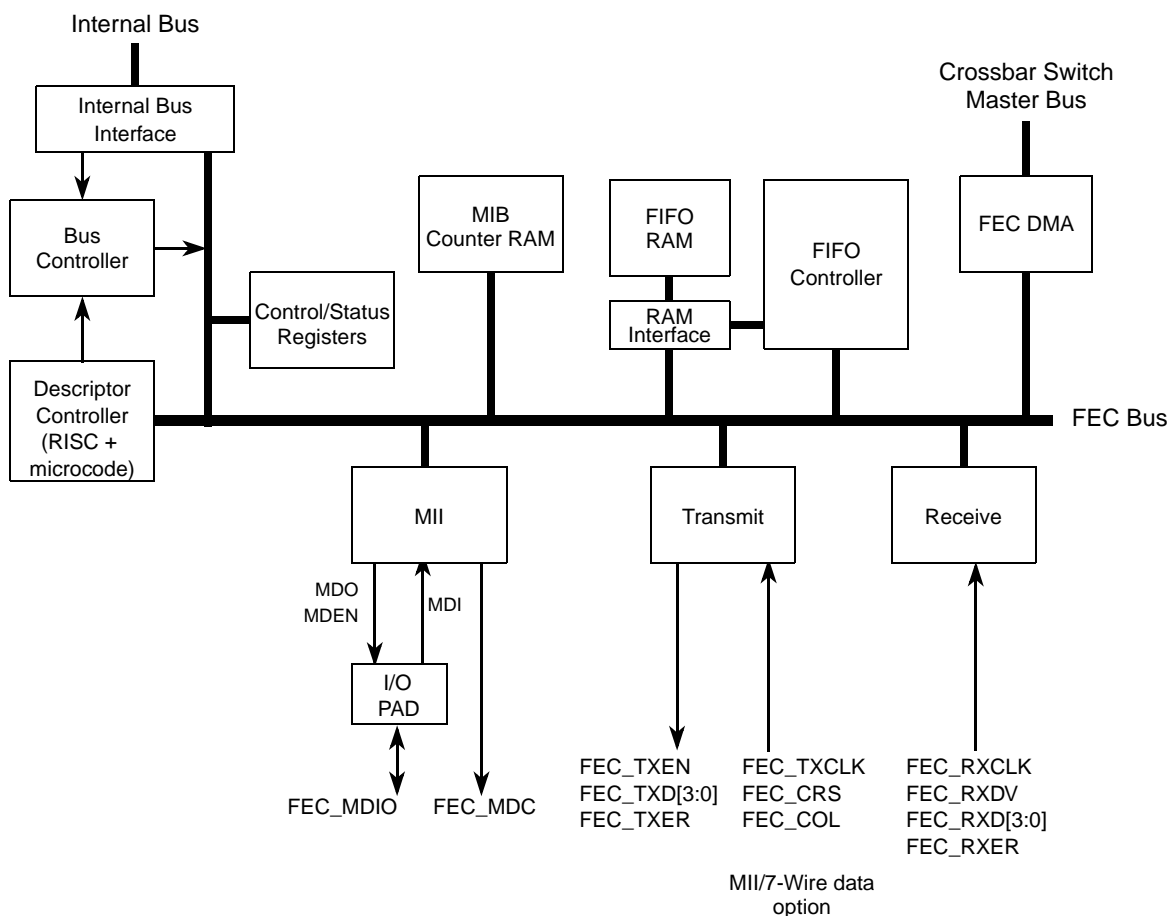 Internal Bus
Crossbar Switch
Master Bus
Internal Bus
Interface
Bus
Controller
MIB
Counter RAM
FIFO
RAM
FIFO
Controller
FEC DMA
Control/Status
Registers
RAM
Interface
Descriptor
Controller
(RISC +
microcode)
FEC Bus
MII
Transmit
Receive
MDO
MDEN
MDI
I/O
PAD
FEC_MDIO
FEC_MDC
FEC_TXEN
FEC_TXD[3:0]
FEC_TXER
FEC_TXCLK
FEC_CRS
FEC_COL
FEC_RXCLK
FEC_RXDV
FEC_RXD[3:0]
FEC_RXER
MII/7-Wire data
option